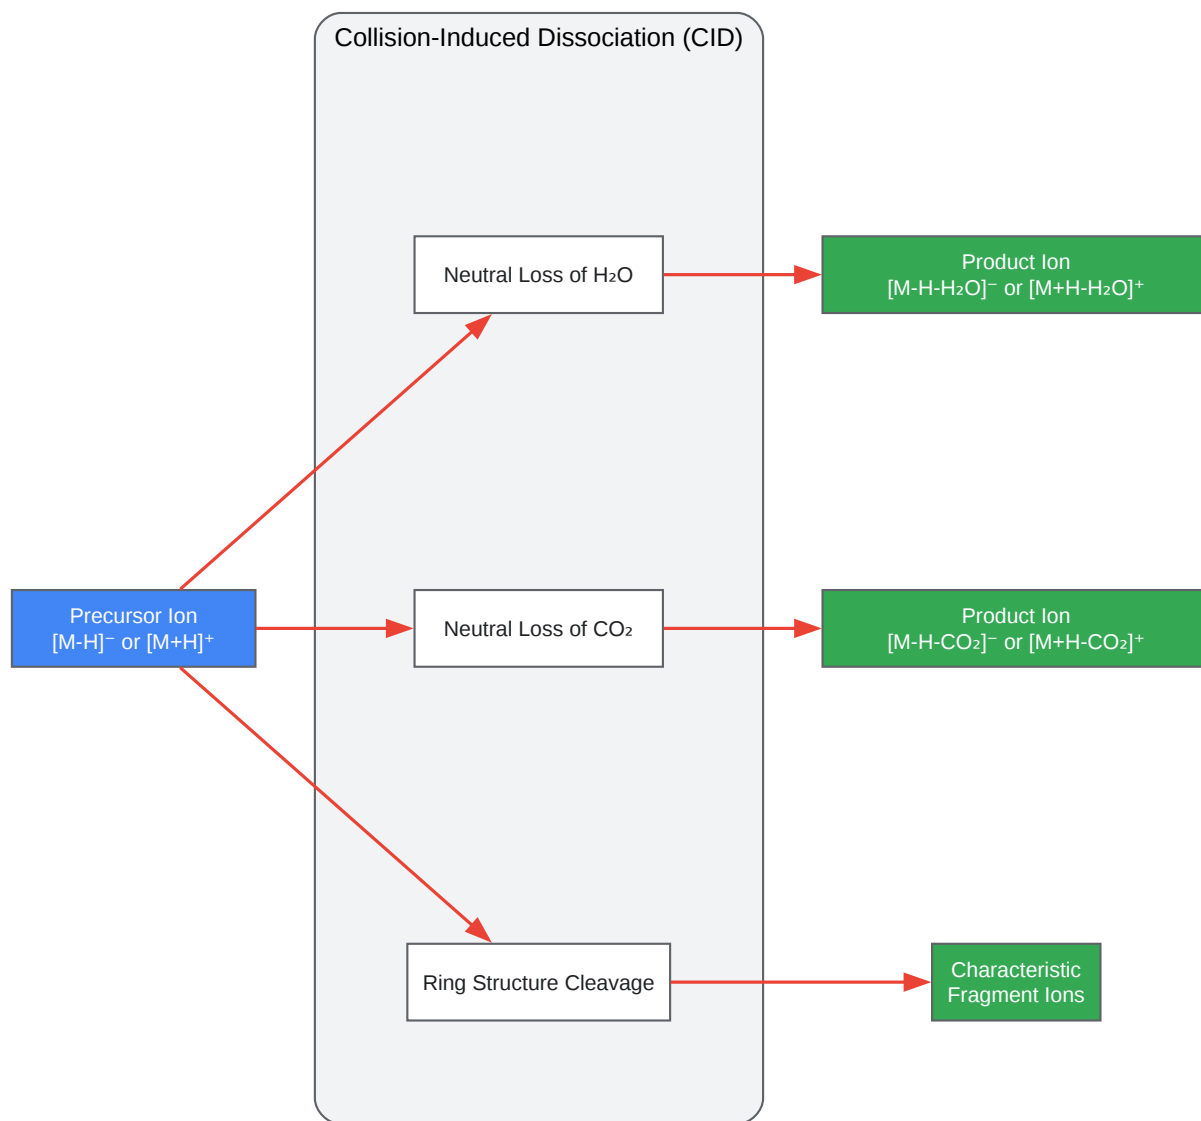 Collision-Induced Dissociation (CID)
Neutral Loss of H₂O
Product Ion
[M-H-H₂O]⁻ or [M+H-H₂O]⁺
Precursor Ion
[M-H]⁻ or [M+H]⁺
Neutral Loss of CO₂
Product Ion
[M-H-CO₂]⁻ or [M+H-CO₂]⁺
Ring Structure Cleavage
Characteristic
Fragment Ions